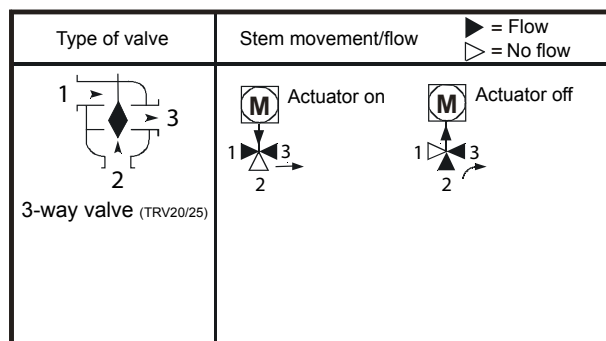 Type of valve
Stem movement/flow
= Flow
= No flow
1
3
2
3-way valve (TRV20/25)
M
Actuator on
1
3
2
M
Actuator off
1
3
2